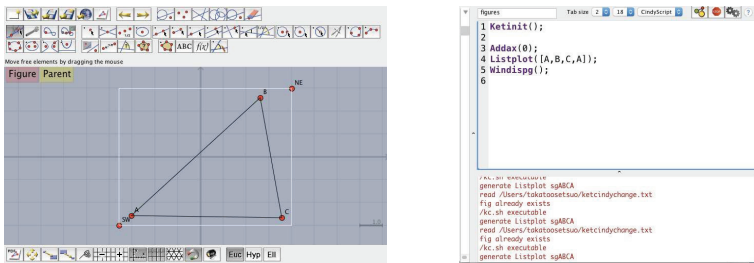 ABC f(x)
Move free elements by dragging the mouse
Figure Parent
NE
B
A
SW
C
1.0
Euc Hyp Ell
figures
Tab size 2 18 CindyScript
?
1 Ketinit();
2
3 Addax(0);
4 Listplot([A,B,C,A]);
5 Windispg();
6
/kc.sh executable
generate Listplot sgABCA
read /Users/takatoosetsuo/ketcindychange.txt
fig already exists
/kc.sh executable
generate Listplot sgABCA
read /Users/takatoosetsuo/ketcindychange.txt
fig already exists
/kc.sh executable
generate Listplot sgABCA